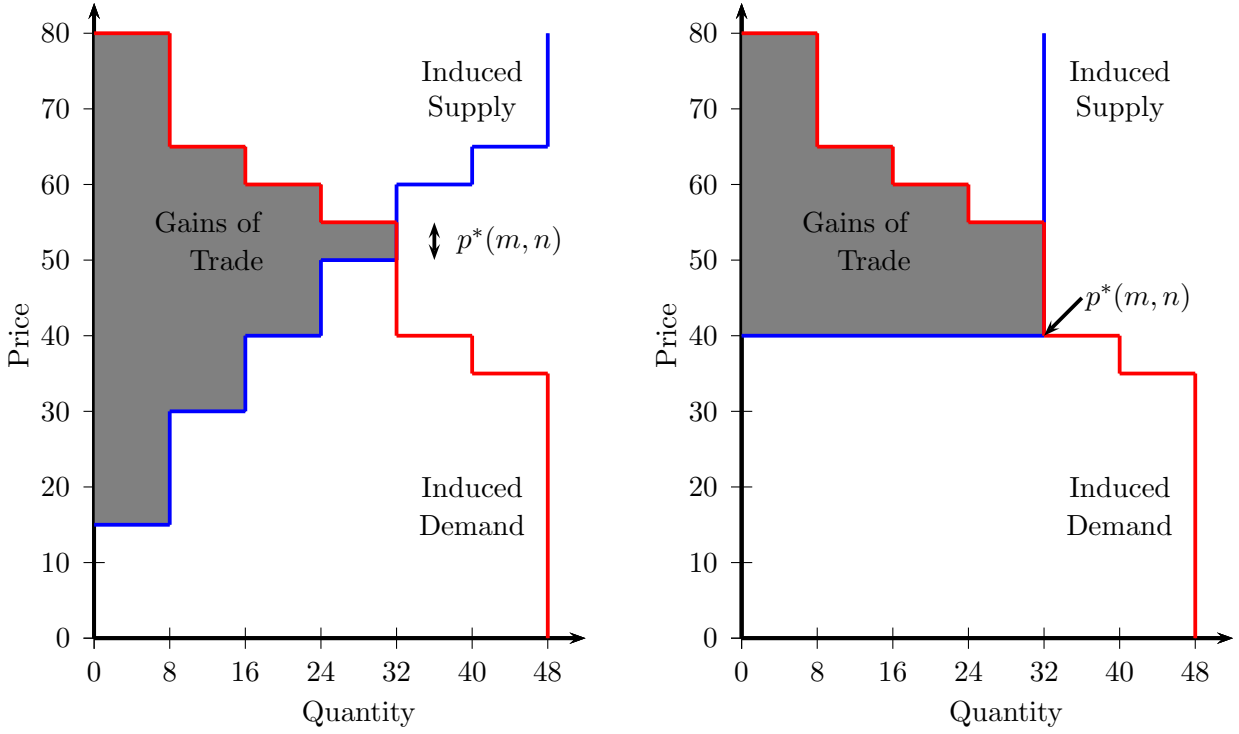 80
70
60
50
40
30
20
10
0
Price
Induced
Supply
Gains of
Trade
p*(m, n)
Induced
Demand
0 8 16 24 32 40 48
Quantity
80
70
60
50
40
30
20
10
0
Price
Induced
Supply
Gains of
Trade
p*(m, n)
Induced
Demand
0 8 16 24 32 40 48
Quantity